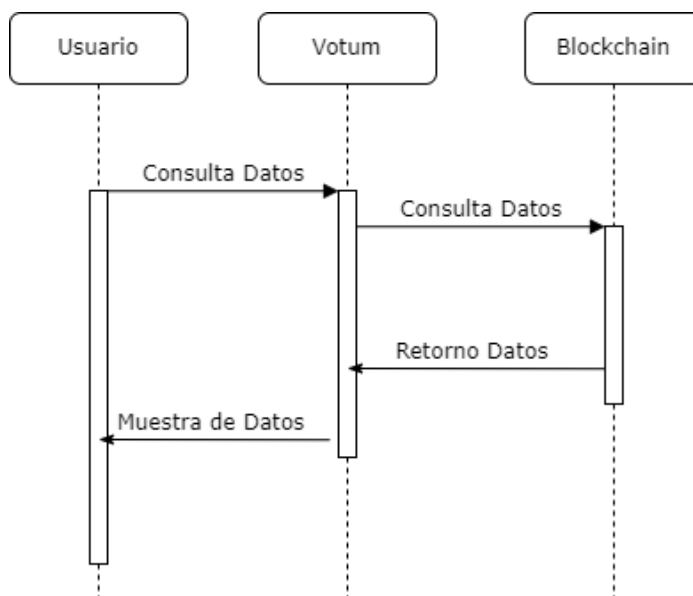 Usuario
Votum
Blockchain
Consulta Datos
Consulta Datos
Retorno Datos
Muestra de Datos